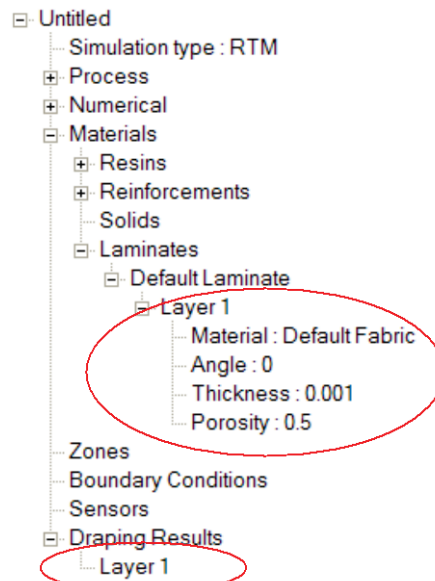 Untitled
Simulation type : RTM
Process
Numerical
Materials
Resins
Reinforcements
Solids
Laminates
Default Laminate
Layer 1
Material : Default Fabric
Angle : 0
Thickness : 0.001
Porosity : 0.5
Zones
Boundary Conditions
Sensors
Draping Results
Layer 1